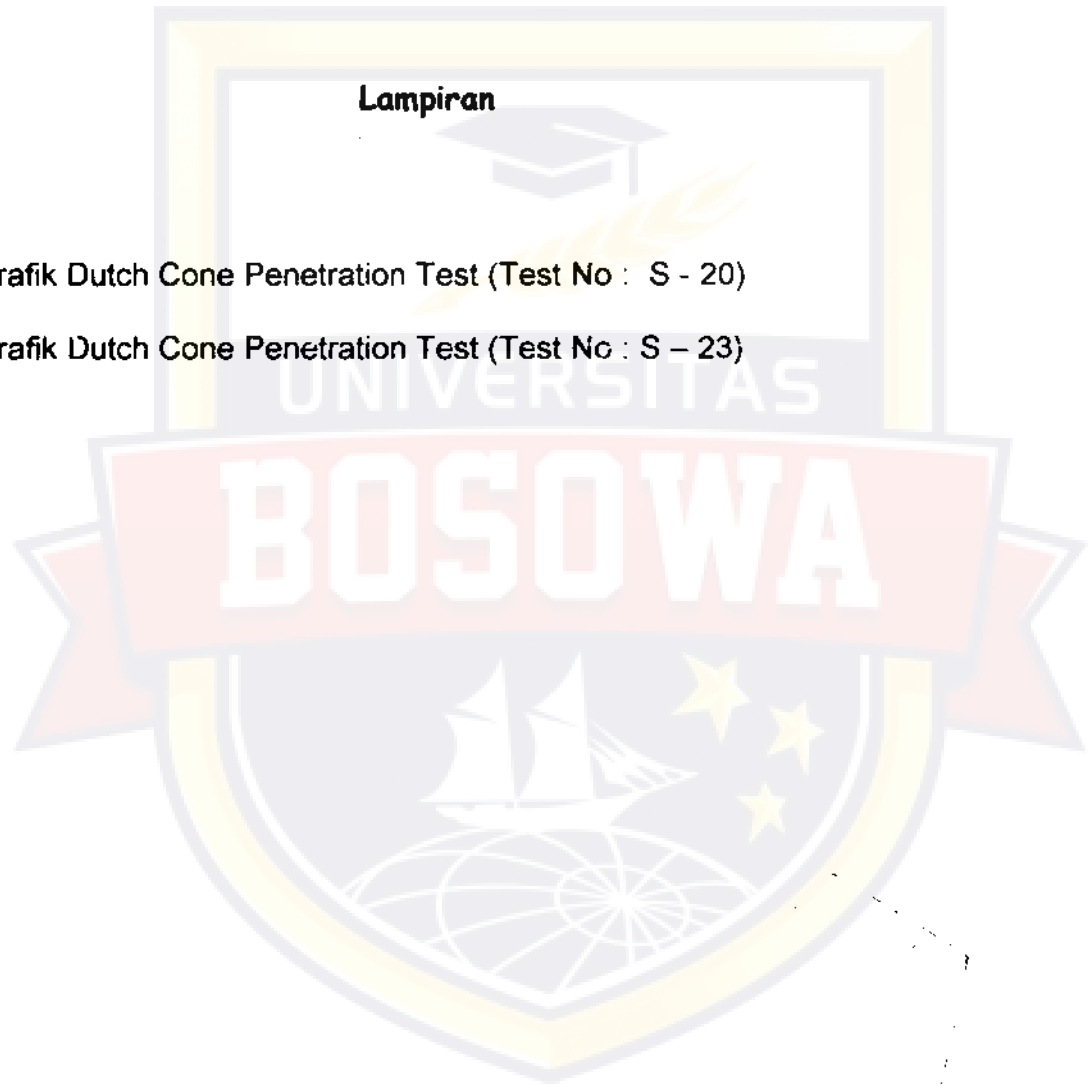 Lampiran
rafik Dutch Cone Penetration Test (Test No : S - 20)
rafik Dutch Cone Penetration Test (Test No : S – 23)
UNIVERSITAS
BOSOWA